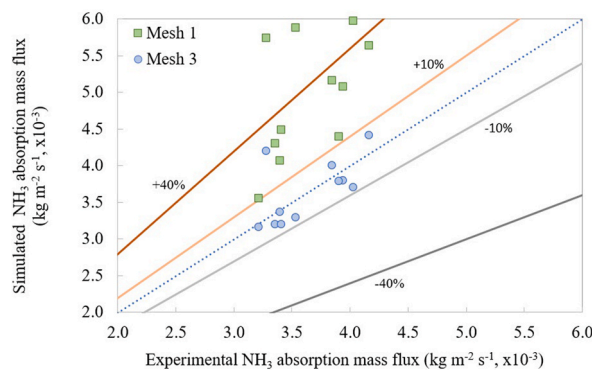 Simulated NH₃ absorption mass flux
(kg m⁻² s⁻¹, x10⁻³)
6.0
5.5
5.0
4.5
4.0
3.5
3.0
2.5
2.0
Mesh 1
Mesh 3
+10%
-10%
+40%
-40%
2.0 2.5 3.0 3.5 4.0 4.5 5.0 5.5 6.0
Experimental NH₃ absorption mass flux (kg m⁻² s⁻¹, x10⁻³)